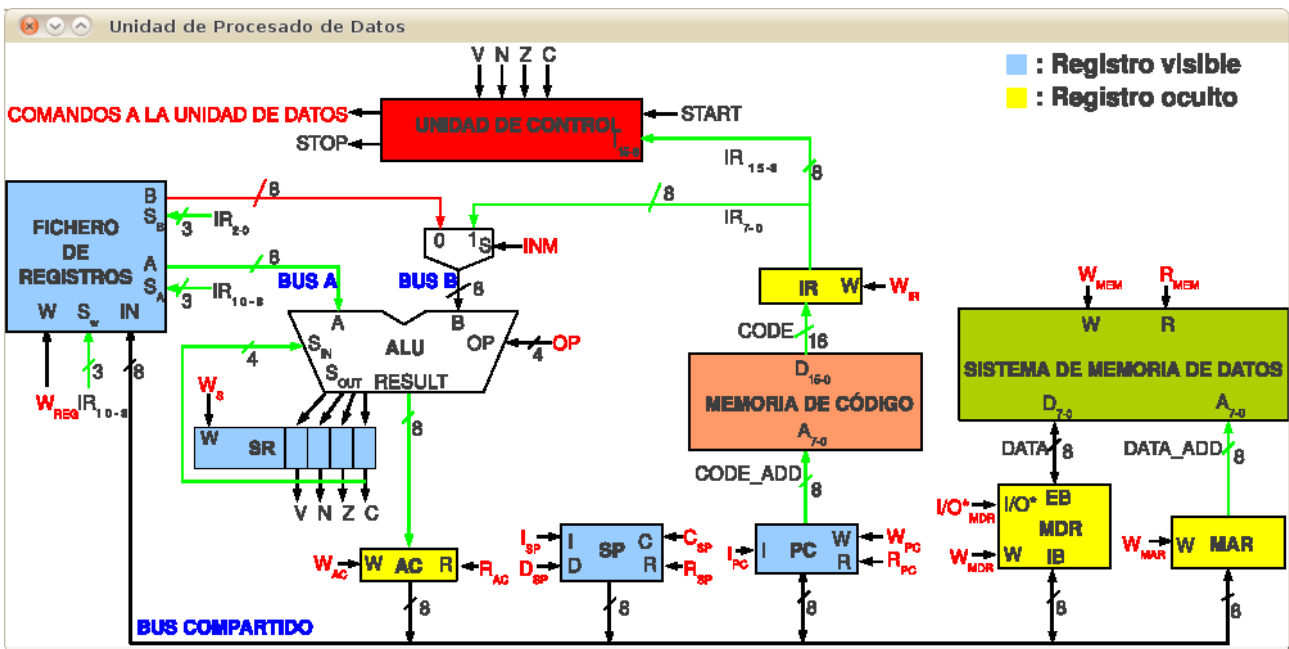 Unidad de Procesado de Datos
V N Z C
: Registro visible
: Registro oculto
COMANDOS A LA UNIDAD DE DATOS
UNIDAD DE CONTROL
I15-0
START
STOP
IR15-8
8
FICHERO
DE
REGISTROS
B
SB
A
SA
W SW IN
8
3 IR2-0
8
3 IR10-8
3
8
WREG
IR10-8
BUS A
BUS B
0 1 S
INM
8
8
IR7-0
A B
SIN
ALU
OP
4
OP
SOUT RESULT
4
WS
W
SR
V N Z C
8
IR W
WIR
CODE
16
D15-0
MEMORIA DE CÓDIGO
A7-0
CODE_ADD
8
WMEM
RMEM
W R
SISTEMA DE MEMORIA DE DATOS
D7-0
A7-0
DATA
8
DATA_ADD
8
WAC
W AC R
RAC
8
ISP
DSP
I SP C
D R
CSP
RSP
8
IPC
I PC W
R
WPC
RPC
8
I/O*MDR
WMDR
I/O* EB
MDR
W IB
8
WMAR
W MAR
8
BUS COMPARTIDO